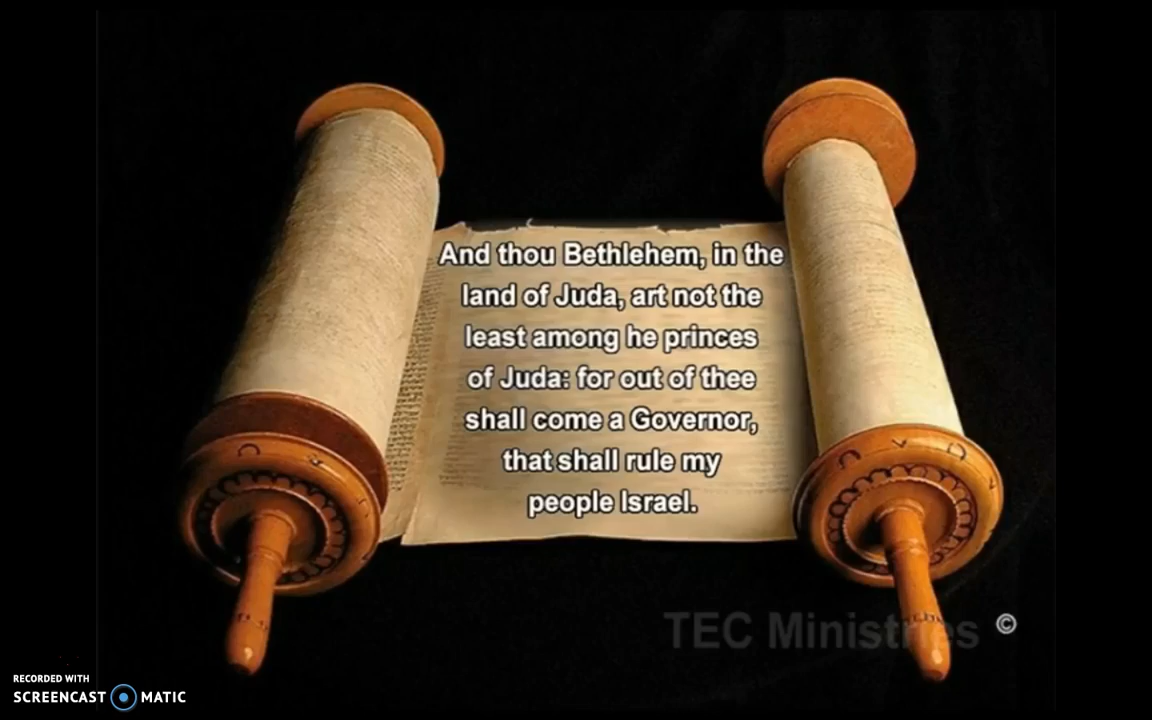 And thou Bethlehem, in the
land of Juda, art not the
least among he princes
of Juda: for out of thee
shall come a Governor,
that shall rule my
people Israel.
TEC Ministries ©
RECORDED WITH
SCREENCAST MATIC